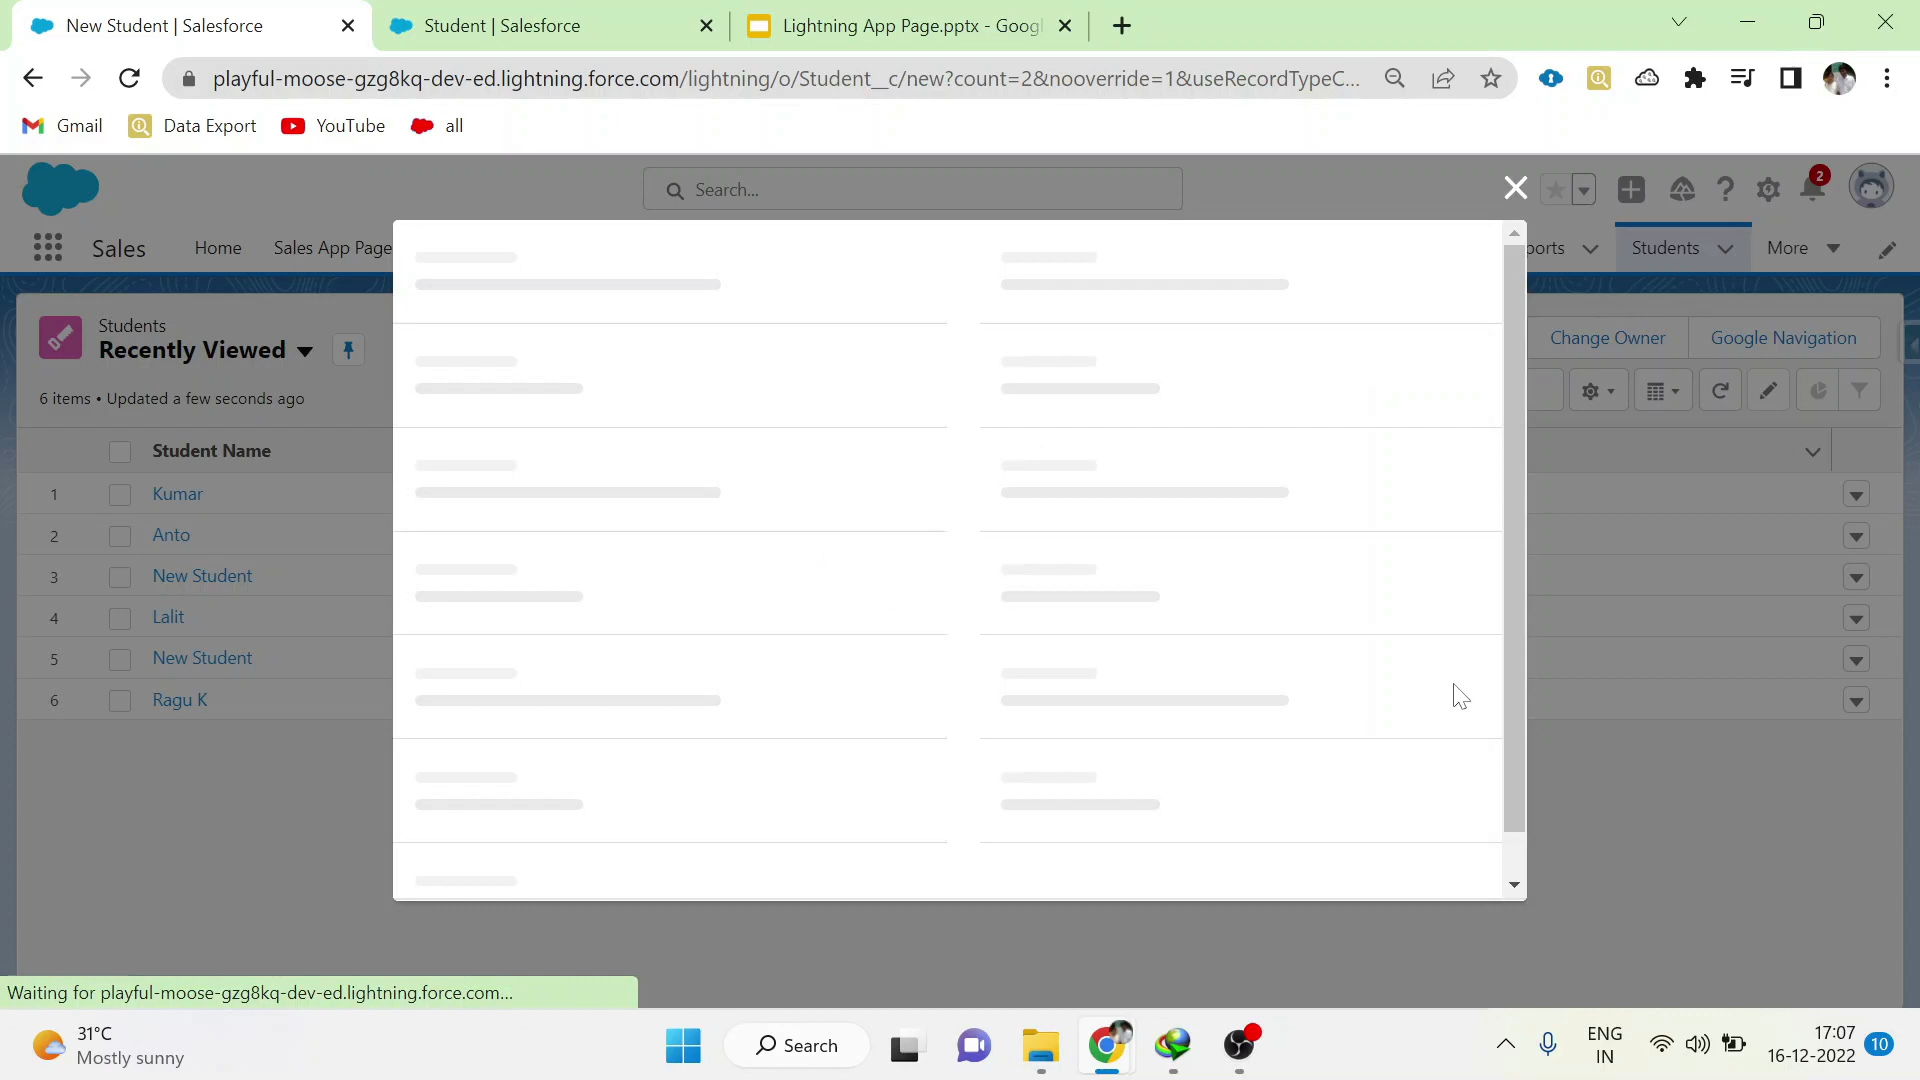 New Student | Salesforce
Student | Salesforce
Lightning App Page.pptx - Googl
playful-moose-gzg8kq-dev-ed.lightning.force.com/lightning/o/Student__c/new?count=2&nooverride=1&useRecordTypeC...
Gmail
Data Export
YouTube
all
Search...
2
Sales
Home
Sales App Page
ports
Students
More
Students
Recently Viewed
Change Owner
Google Navigation
6 items • Updated a few seconds ago
Student Name
1 Kumar
2 Anto
3 New Student
4 Lalit
5 New Student
6 Ragu K
Waiting for playful-moose-gzg8kq-dev-ed.lightning.force.com...
31°C
Mostly sunny
Search
ENG
IN
17:07
16-12-2022
10